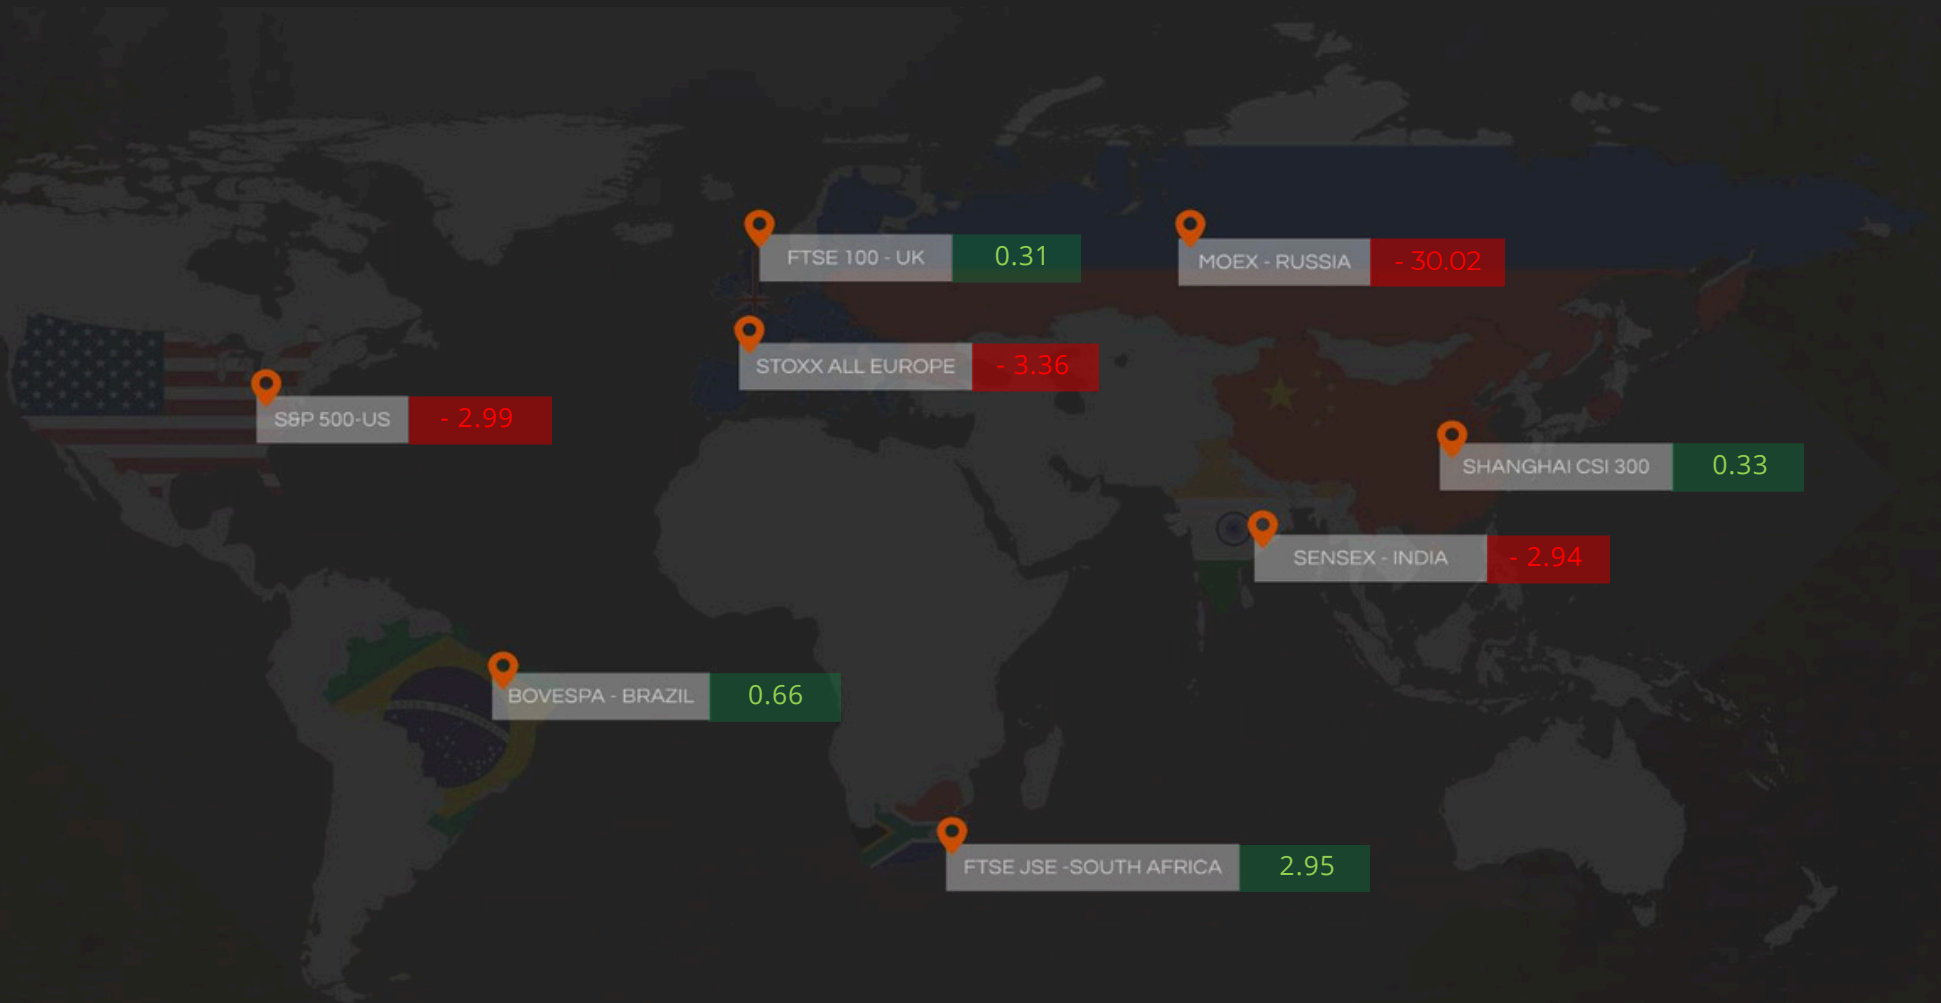 FTSE 100 - UK 0.31
MOEX - RUSSIA - 30.02
STOXX ALL EUROPE - 3.36
S&P 500-US - 2.99
SHANGHAI CSI 300 0.33
SENSEX - INDIA - 2.94
BOVESPA - BRAZIL 0.66
FTSE JSE -SOUTH AFRICA 2.95